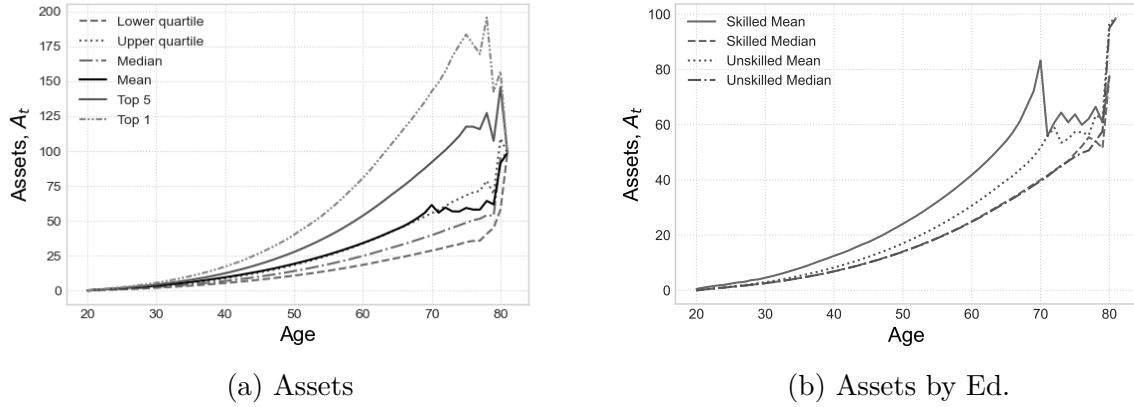 200
175
150
125
100
75
50
25
0
Assets, A_t
Lower quartile
Upper quartile
Median
Mean
Top 5
Top 1
20 30 40 50 60 70 80
Age
(a) Assets
100
80
60
40
20
0
Assets, A_t
Skilled Mean
Skilled Median
Unskilled Mean
Unskilled Median
20 30 40 50 60 70 80
Age
(b) Assets by Ed.